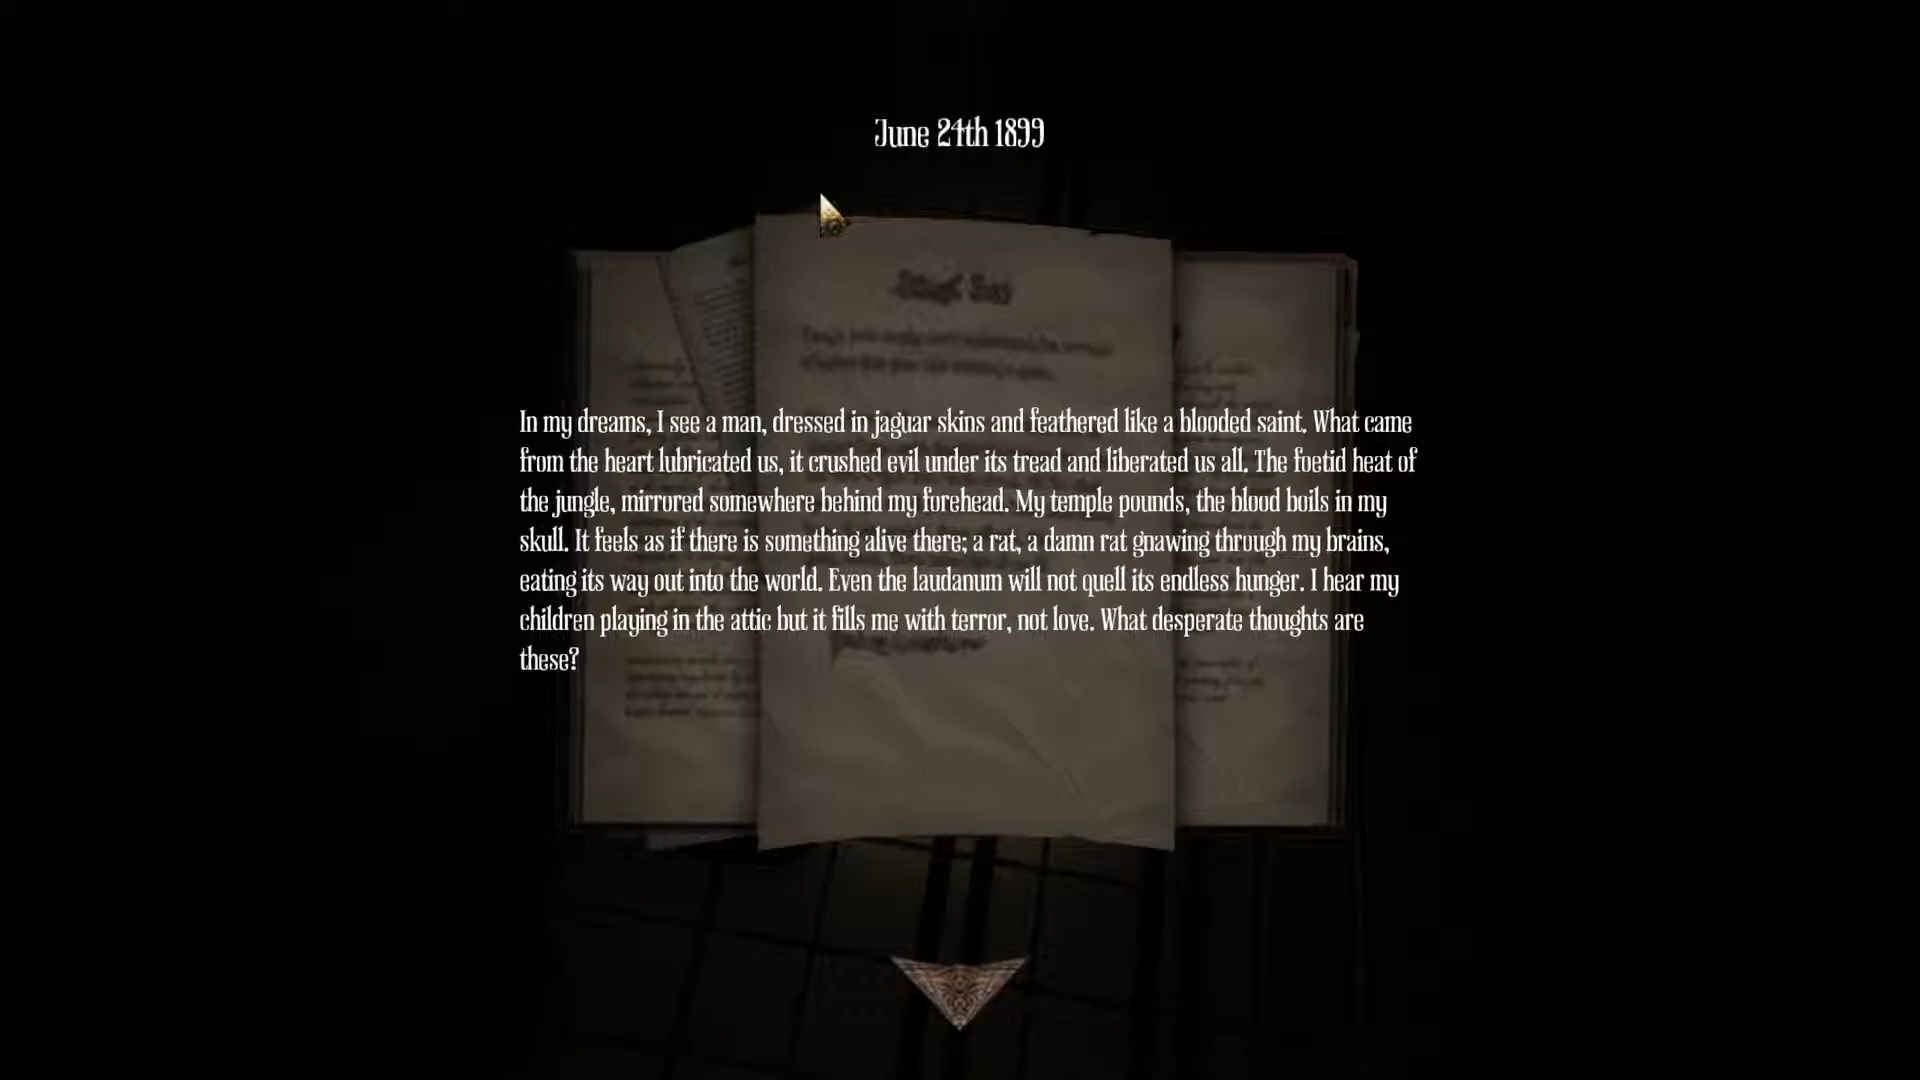 June 24th 1899
In my dreams, I see a man, dressed in jaguar skins and feathered like a blooded saint. What came
from the heart lubricated us, it crushed evil under its tread and liberated us all. The foetid heat of
the jungle, mirrored somewhere behind my forehead. My temple pounds, the blood boils in my
skull. It feels as if there is something alive there; a rat, a damn rat gnawing through my brains,
eating its way out into the world. Even the laudanum will not quell its endless hunger. I hear my
children playing in the attic but it fills me with terror, not love. What desperate thoughts are
these?